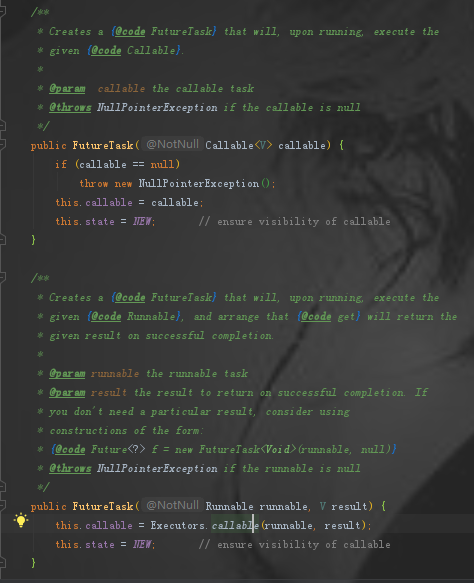 /**
 * Creates a {@code FutureTask} that will, upon running, execute the
 * given {@code Callable}.
 *
 * @param  callable the callable task
 * @throws NullPointerException if the callable is null
 */
public FutureTask( @NotNull Callable<V> callable) {
    if (callable == null)
        throw new NullPointerException();
    this.callable = callable;
    this.state = NEW;       // ensure visibility of callable
}
/**
 * Creates a {@code FutureTask} that will, upon running, execute the
 * given {@code Runnable}, and arrange that {@code get} will return the
 * given result on successful completion.
 *
 * @param runnable the runnable task
 * @param result the result to return on successful completion. If
 * you don't need a particular result, consider using
 * constructions of the form:
 * {@code Future<?> f = new FutureTask<Void>(runnable, null)}
 * @throws NullPointerException if the runnable is null
 */
public FutureTask( @NotNull Runnable runnable, V result) {
    this.callable = Executors.callable(runnable, result);
    this.state = NEW;       // ensure visibility of callable
}